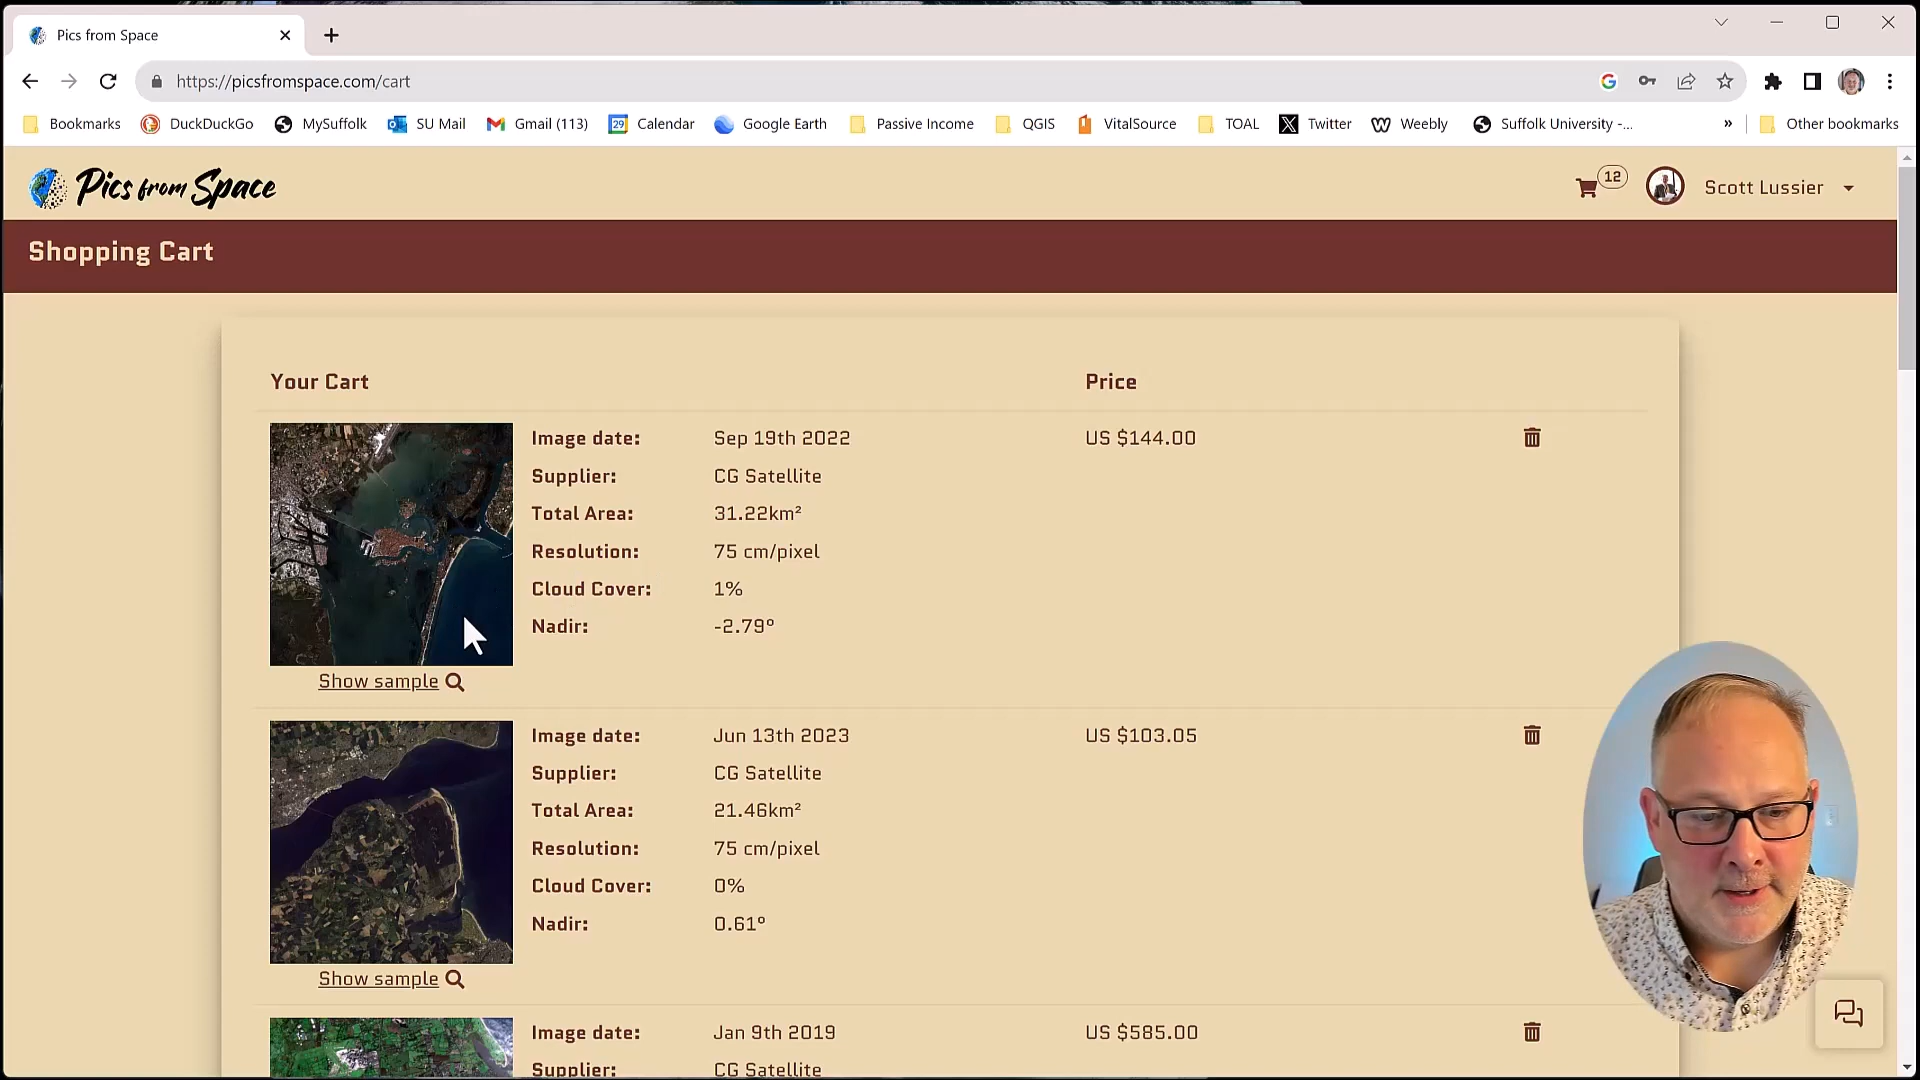 Pics from Space
https://picsfromspace.com/cart
Bookmarks DuckDuckGo MySuffolk SU Mail Gmail (113) Calendar Google Earth Passive Income QGIS VitalSource TOAL Twitter Weebly Suffolk University -... » Other bookmarks
Pics from Space 12 Scott Lussier
Shopping Cart
Your Cart Price
Image date: Sep 19th 2022 US $144.00
Supplier: CG Satellite
Total Area: 31.22km²
Resolution: 75 cm/pixel
Cloud Cover: 1%
Nadir: -2.79°
Show sample
Image date: Jun 13th 2023 US $103.05
Supplier: CG Satellite
Total Area: 21.46km²
Resolution: 75 cm/pixel
Cloud Cover: 0%
Nadir: 0.61°
Show sample
Image date: Jan 9th 2019 US $585.00
Supplier: CG Satellite